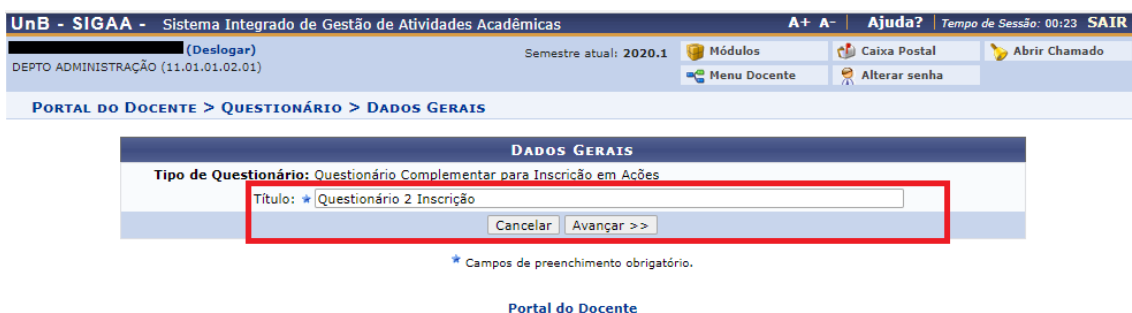 UnB - SIGAA - Sistema Integrado de Gestão de Atividades Acadêmicas A+ A- | Ajuda? | Tempo de Sessão: 00:23 SAIR
(Deslogar) Semestre atual: 2020.1 Módulos Caixa Postal Abrir Chamado
DEPTO ADMINISTRAÇÃO (11.01.01.02.01) Menu Docente Alterar senha
PORTAL DO DOCENTE > QUESTIONÁRIO > DADOS GERAIS
DADOS GERAIS
Tipo de Questionário: Questionário Complementar para Inscrição em Ações
Título: Questionário 2 Inscrição
Cancelar Avançar >>
Campos de preenchimento obrigatório.
Portal do Docente